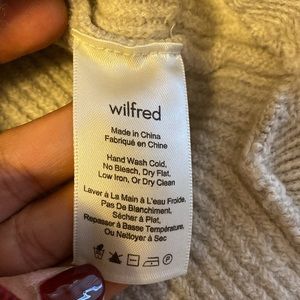 wilfred
Made in China
Fabriqué en Chine
Hand Wash Cold,
No Bleach, Dry Flat,
Low Iron, Or Dry Clean
Laver à La Main à L'eau Froide,
Pas De Blanchiment,
Sécher à Plat,
Repasser à Basse Température,
Ou Nettoyer à Sec